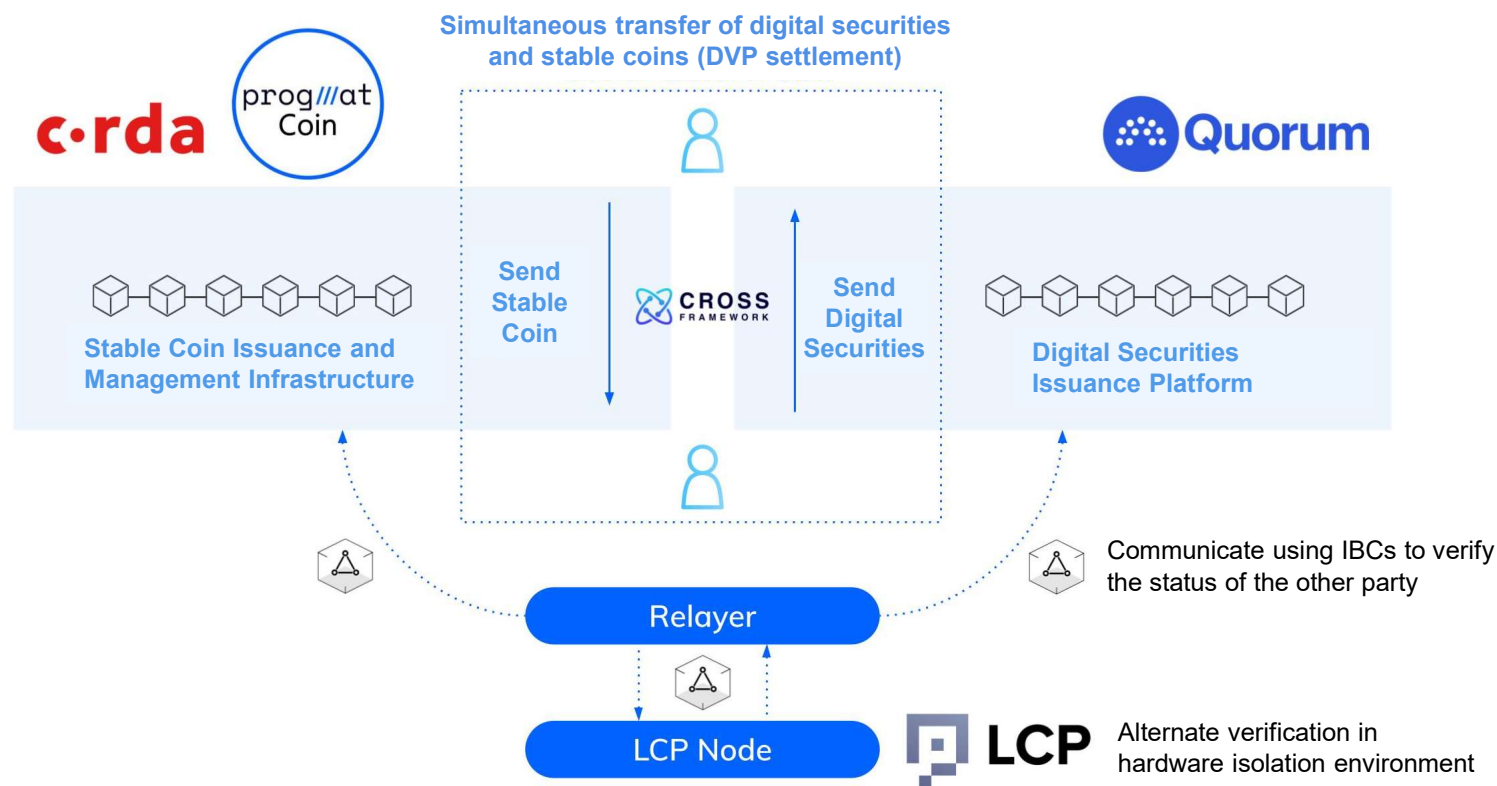 Simultaneous transfer of digital securities
and stable coins (DVP settlement)
c·rda
prog///at
Coin
Quorum
Send
Stable
Coin
CROSS
FRAMEWORK
Send
Digital
Securities
Stable Coin Issuance and
Management Infrastructure
Digital Securities
Issuance Platform
Communicate using IBCs to verify
the status of the other party
Relayer
LCP Node
LCP
Alternate verification in
hardware isolation environment